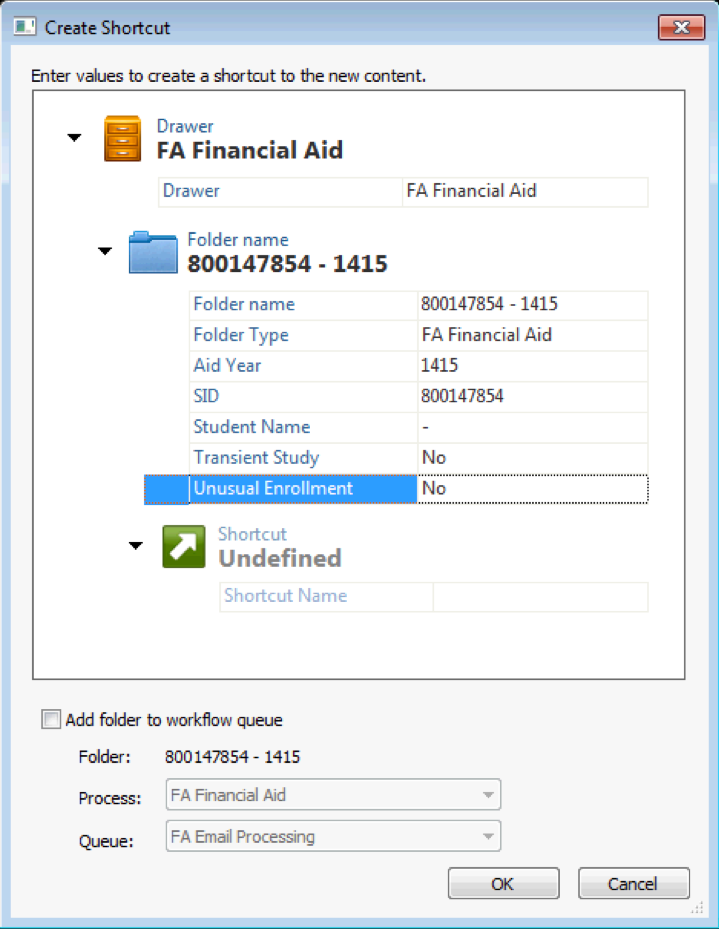 Create Shortcut
Enter values to create a shortcut to the new content.
Drawer
FA Financial Aid
Drawer FA Financial Aid
Folder name
800147854 - 1415
Folder name 800147854 - 1415
Folder Type FA Financial Aid
Aid Year 1415
SID 800147854
Student Name -
Transient Study No
Unusual Enrollment No
Shortcut
Undefined
Shortcut Name
Add folder to workflow queue
Folder: 800147854 - 1415
Process: FA Financial Aid
Queue: FA Email Processing
OK Cancel